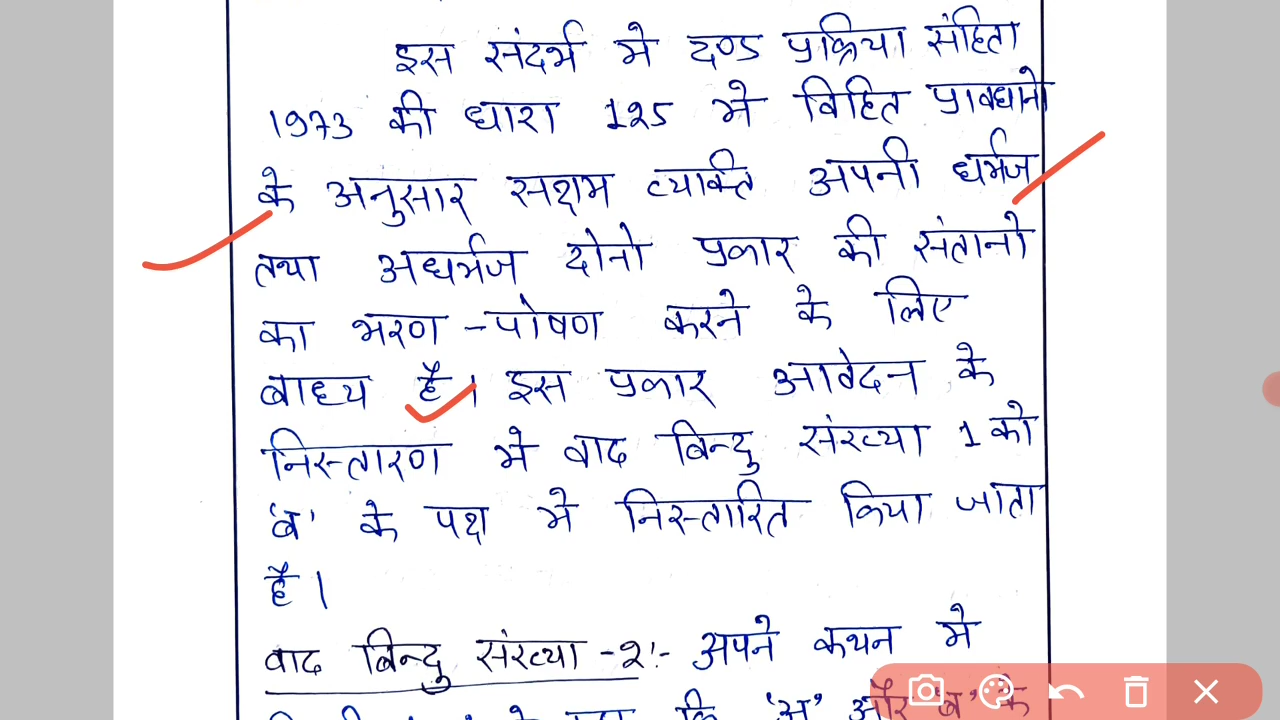 इस संदर्भ मे दण्ड प्रक्रिया संहिता
1973 की धारा 125 मे विहित प्रावधानो
के अनुसार सक्षम व्यक्ति अपनी धर्मज
तथा अधर्मज दोनो प्रकार की संतानो
का भरण-पोषण करने के लिए
बाध्य है। इस प्रकार आवेदन के
निस्तारण मे वाद बिन्दु संख्या 1 को
'ब' के पक्ष मे निस्तारित किया जाता
है।
वाद बिन्दु संख्या -2:- अपने कथन मे
कि 'अ' और 'ब' के